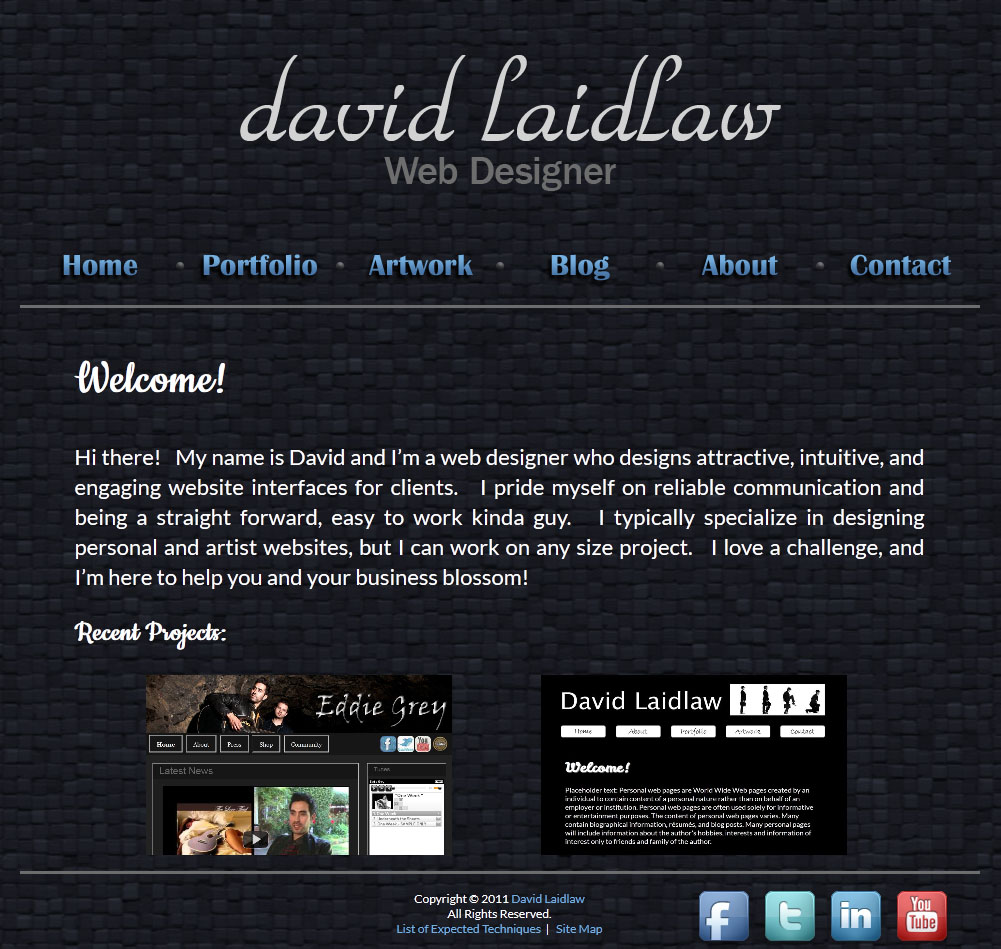 david Laidlaw
Web Designer
Home • Portfolio • Artwork • Blog • About • Contact
Welcome!
Hi there! My name is David and I’m a web designer who designs attractive, intuitive, and
engaging website interfaces for clients. I pride myself on reliable communication and
being a straight forward, easy to work kinda guy. I typically specialize in designing
personal and artist websites, but I can work on any size project. I love a challenge, and
I’m here to help you and your business blossom!
Recent Projects:
Eddie Grey
Home About Press Shop Community
Latest News
Tunes
David Laidlaw
Home About Portfolio Artwork Contact
Welcome!
Placeholder text: Personal web pages are World Wide Web pages created by an
individual to contain content of a personal nature rather than on behalf of an
employer or institution. Personal web pages are often used solely for informative
or entertainment purposes. The content of personal web pages varies. Many
contain biographical information, résumés, and blog posts. Many personal pages
will include information about the author's hobbies, interests and information of
interest only to friends and family of the author.
Copyright © 2011 David Laidlaw
All Rights Reserved.
List of Expected Techniques | Site Map
f t in You Tube